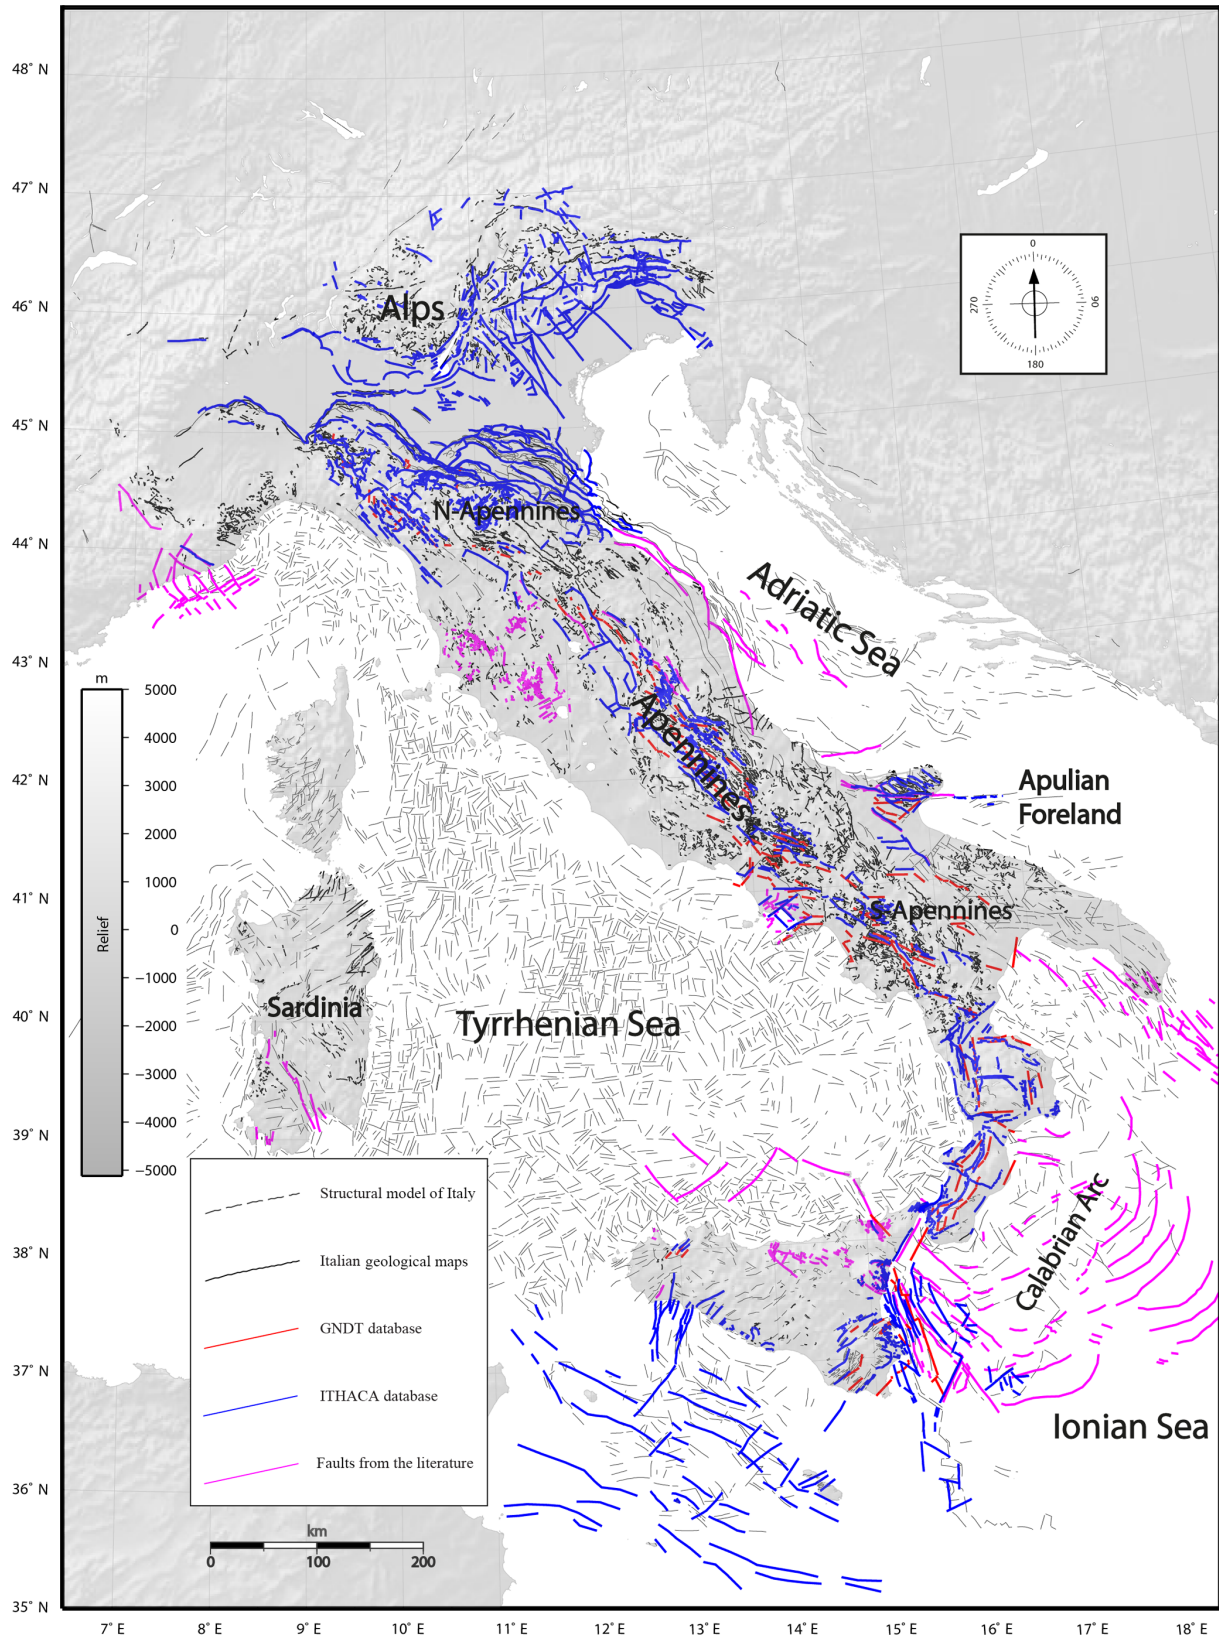 48° N
47° N
46° N
45° N
44° N
43° N
42° N
41° N
40° N
39° N
38° N
37° N
36° N
35° N
7° E
8° E
9° E
10° E
11° E
12° E
13° E
14° E
15° E
16° E
17° E
18° E
0
90
180
270
Alps
N-Apennines
Adriatic Sea
Apennines
Apulian
Foreland
S-Apennines
Sardinia
Tyrrhenian Sea
Calabrian Arc
Ionian Sea
m
5000
4000
3000
2000
1000
0
−1000
−2000
−3000
−4000
−5000
Relief
Structural model of Italy
Italian geological maps
GNDT database
ITHACA database
Faults from the literature
km
0
100
200